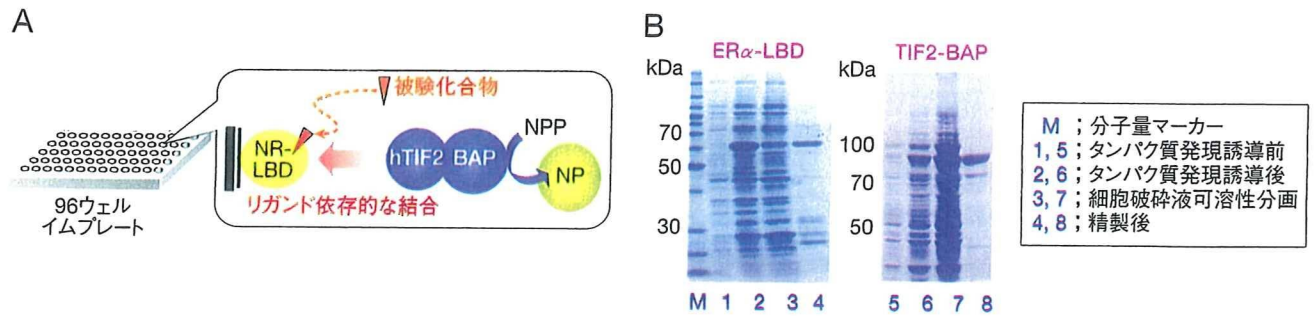 A
被験化合物
NR-
LBD
hTIF2 BAP
NPP
NP
リガンド依存的な結合
96ウェル
イムプレート
B
ERα-LBD
kDa
70
50
30
M 1 2 3 4
TIF2-BAP
kDa
100
70
50
5 6 7 8
M ; 分子量マーカー
1, 5 ; タンパク質発現誘導前
2, 6 ; タンパク質発現誘導後
3, 7 ; 細胞破砕液可溶性分画
4, 8 ; 精製後